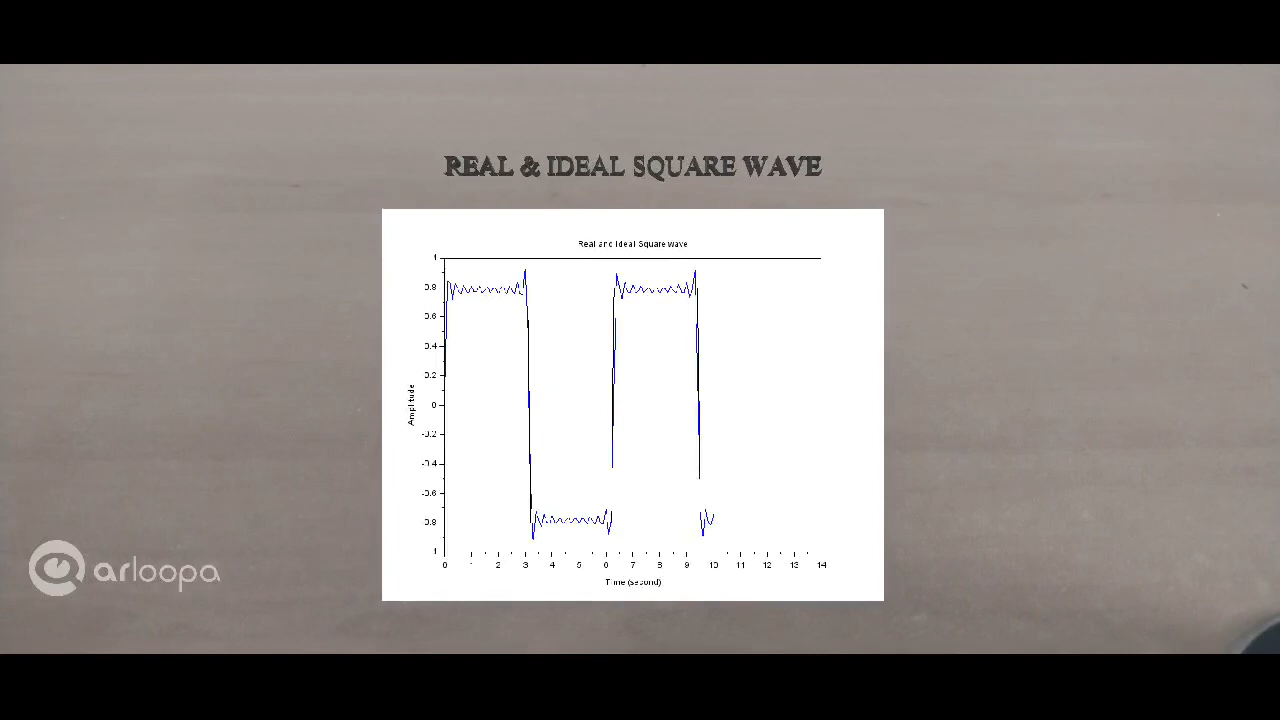 REAL & IDEAL SQUARE WAVE
Real and Ideal Square wave
1
0.8
0.6
0.4
0.2
0
-0.2
-0.4
-0.6
0.8
1
Amplitude
0 1 2 3 4 5 6 7 8 9 10 11 12 13 14
Time (second)
arloopa